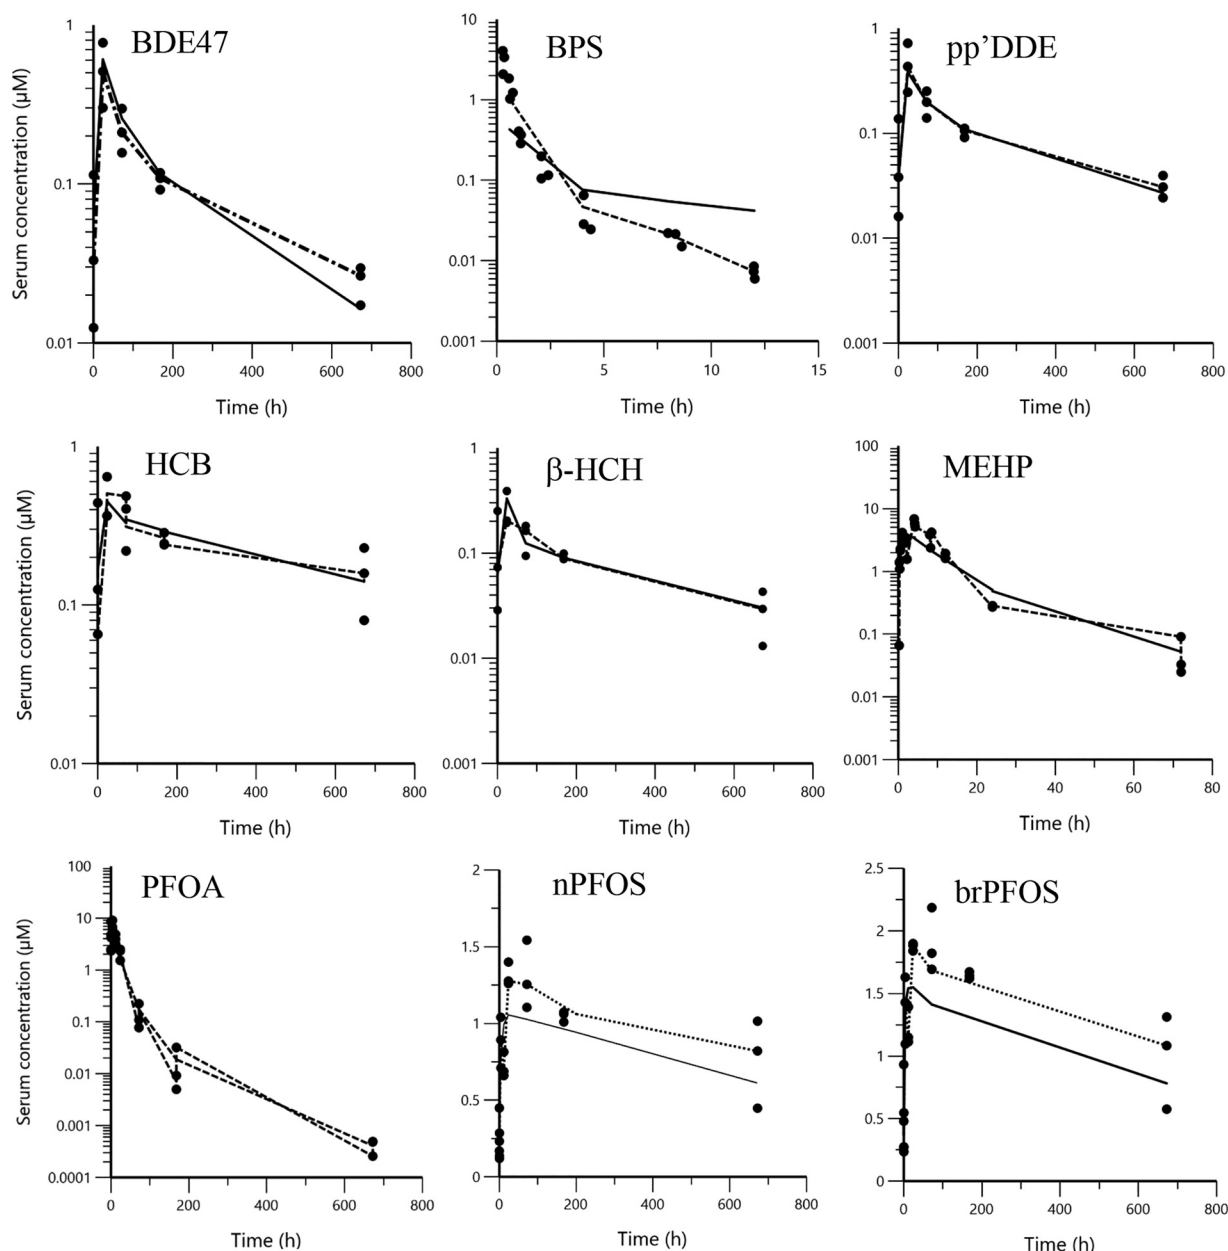 BDE47
Serum concentration (µM)
1
0.1
0.01
0 200 400 600 800
Time (h)
BPS
10
1
0.1
0.01
0.001
0 5 10 15
Time (h)
pp'DDE
1
0.1
0.01
0.001
0 200 400 600 800
Time (h)
HCB
Serum concentration (µM)
1
0.1
0.01
0 200 400 600 800
Time (h)
β-HCH
1
0.1
0.01
0.001
0 200 400 600 800
Time (h)
MEHP
100
10
1
0.1
0.01
0.001
0 20 40 60 80
Time (h)
PFOA
Serum concentration (µM)
100
10
1
0.1
0.01
0.001
0.0001
0 200 400 600 800
Time (h)
nPFOS
2
1.5
1
0.5
0
0 200 400 600 800
Time (h)
brPFOS
2.5
2
1.5
1
0.5
0
0 200 400 600 800
Time (h)